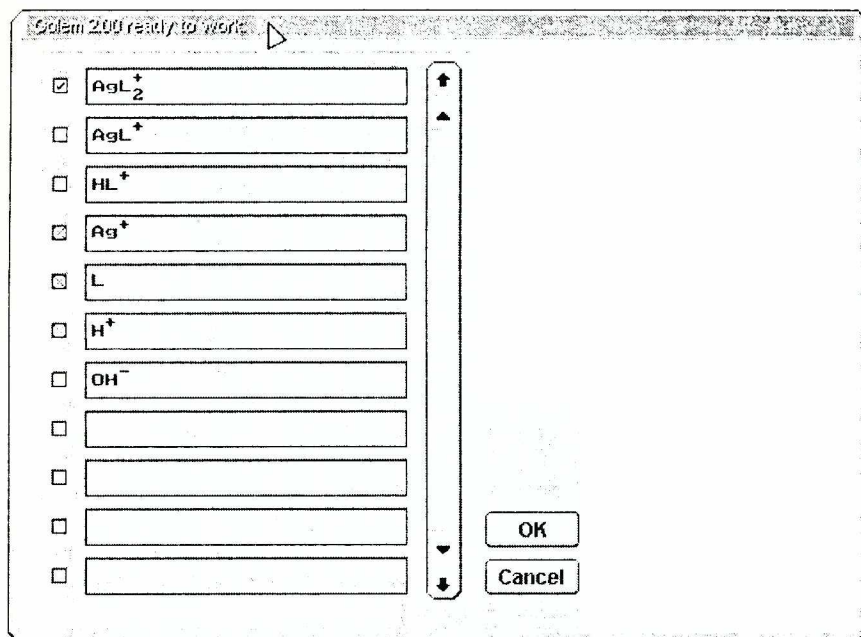 Golem 2.00 ready to work
AgL₂⁺
AgL⁺
HL⁺
Ag⁺
L
H⁺
OH⁻
OK
Cancel